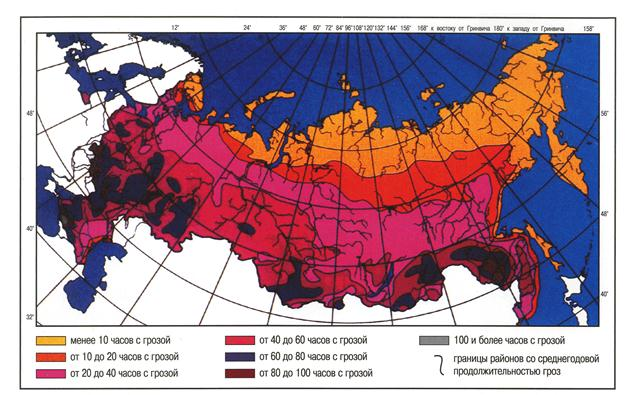 12° 24° 36° 48° 60° 72° 84° 96° 108° 120° 132° 144° 156° 168° к востоку от Гринвича 180° к западу от Гринвича 158°
48° 56°
40° 48°
32° 40°
менее 10 часов с грозой
от 10 до 20 часов с грозой
от 20 до 40 часов с грозой
от 40 до 60 часов с грозой
от 60 до 80 часов с грозой
от 80 до 100 часов с грозой
100 и более часов с грозой
границы районов со среднегодовой
продолжительностью гроз